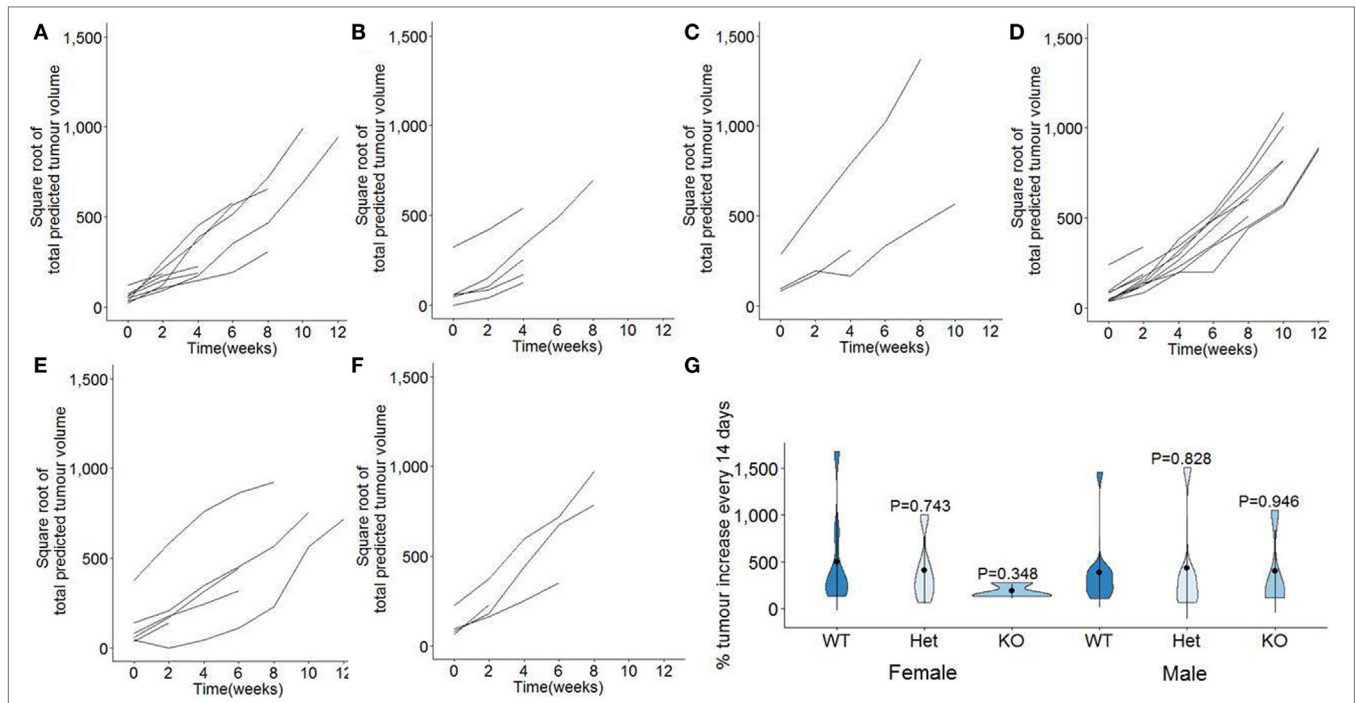 A
Square root of
total predicted tumour volume
1,500
1,000
500
0
0 2 4 6 8 10 12
Time(weeks)
B
Square root of
total predicted tumour volume
1,500
1,000
500
0
0 2 4 6 8 10 12
Time(weeks)
C
Square root of
total predicted tumour volume
1,500
1,000
500
0
0 2 4 6 8 10 12
Time(weeks)
D
Square root of
total predicted tumour volume
1,500
1,000
500
0
0 2 4 6 8 10 12
Time(weeks)
E
Square root of
total predicted tumour volume
1,500
1,000
500
0
0 2 4 6 8 10 12
Time(weeks)
F
Square root of
total predicted tumour volume
1,500
1,000
500
0
0 2 4 6 8 10 12
Time(weeks)
G
% tumour increase every 14 days
1,500
1,000
500
0
P=0.743
P=0.348
P=0.828
P=0.946
WT Het KO WT Het KO
Female Male